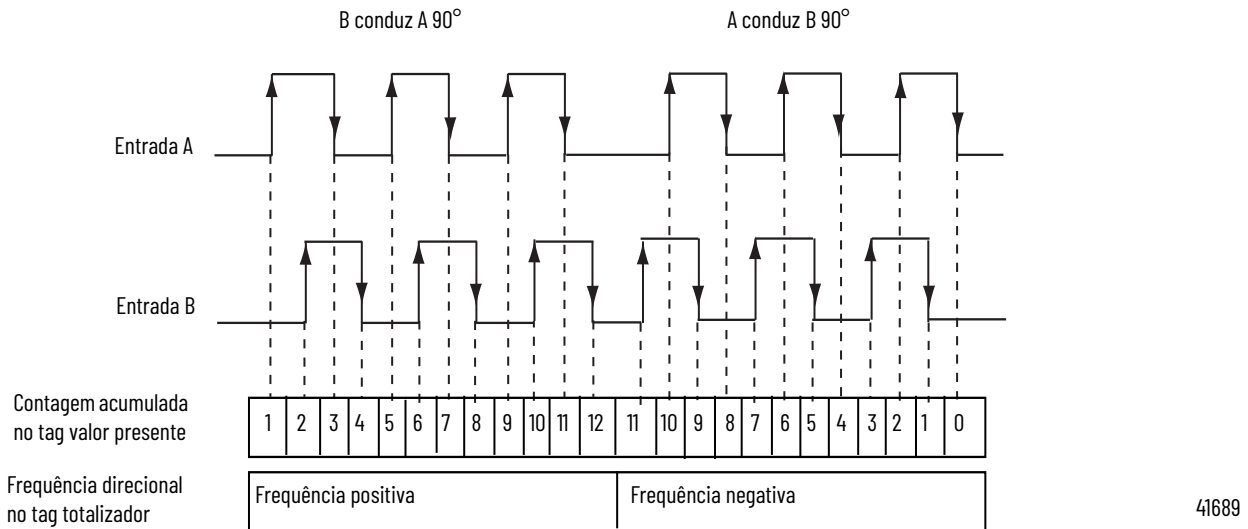 B conduz A 90°
A conduz B 90°
Entrada A
Entrada B
Contagem acumulada
no tag valor presente
1 2 3 4 5 6 7 8 9 10 11 12 11 10 9 8 7 6 5 4 3 2 1 0
Frequência direcional
no tag totalizador
Frequência positiva
Frequência negativa
41689